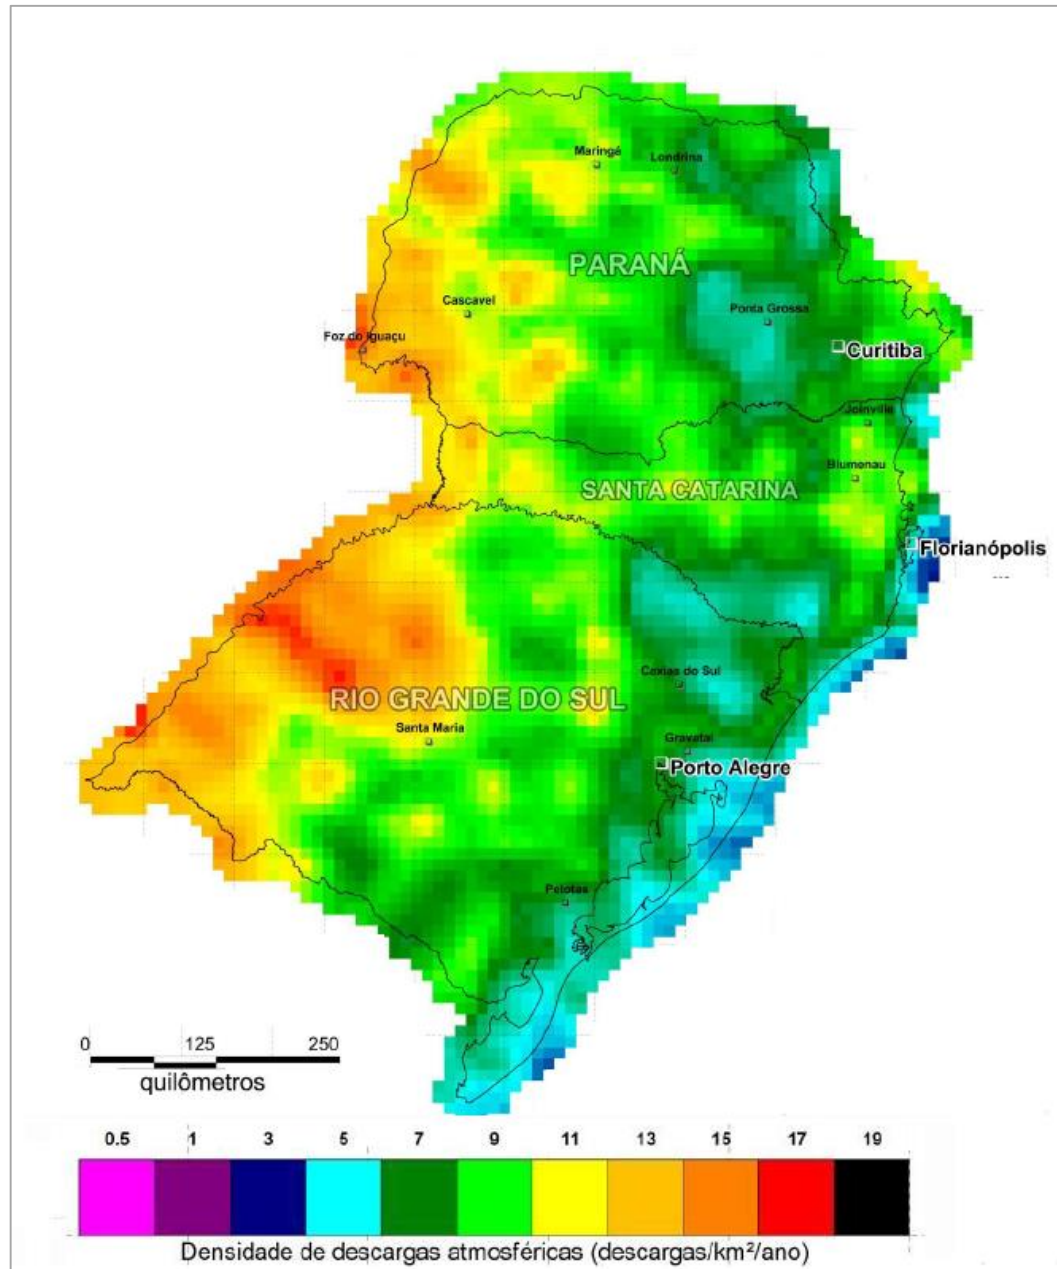 Maringá
Londrina
PARANÁ
Cascavel
Ponta Grossa
Foz do Iguaçu
Curitiba
Joinville
Blumenau
SANTA CATARINA
Florianópolis
Caxias do Sul
RIO GRANDE DO SUL
Santa Maria
Gravataí
Porto Alegre
Pelotas
0 125 250
quilômetros
0.5 1 3 5 7 9 11 13 15 17 19
Densidade de descargas atmosféricas (descargas/km²/ano)